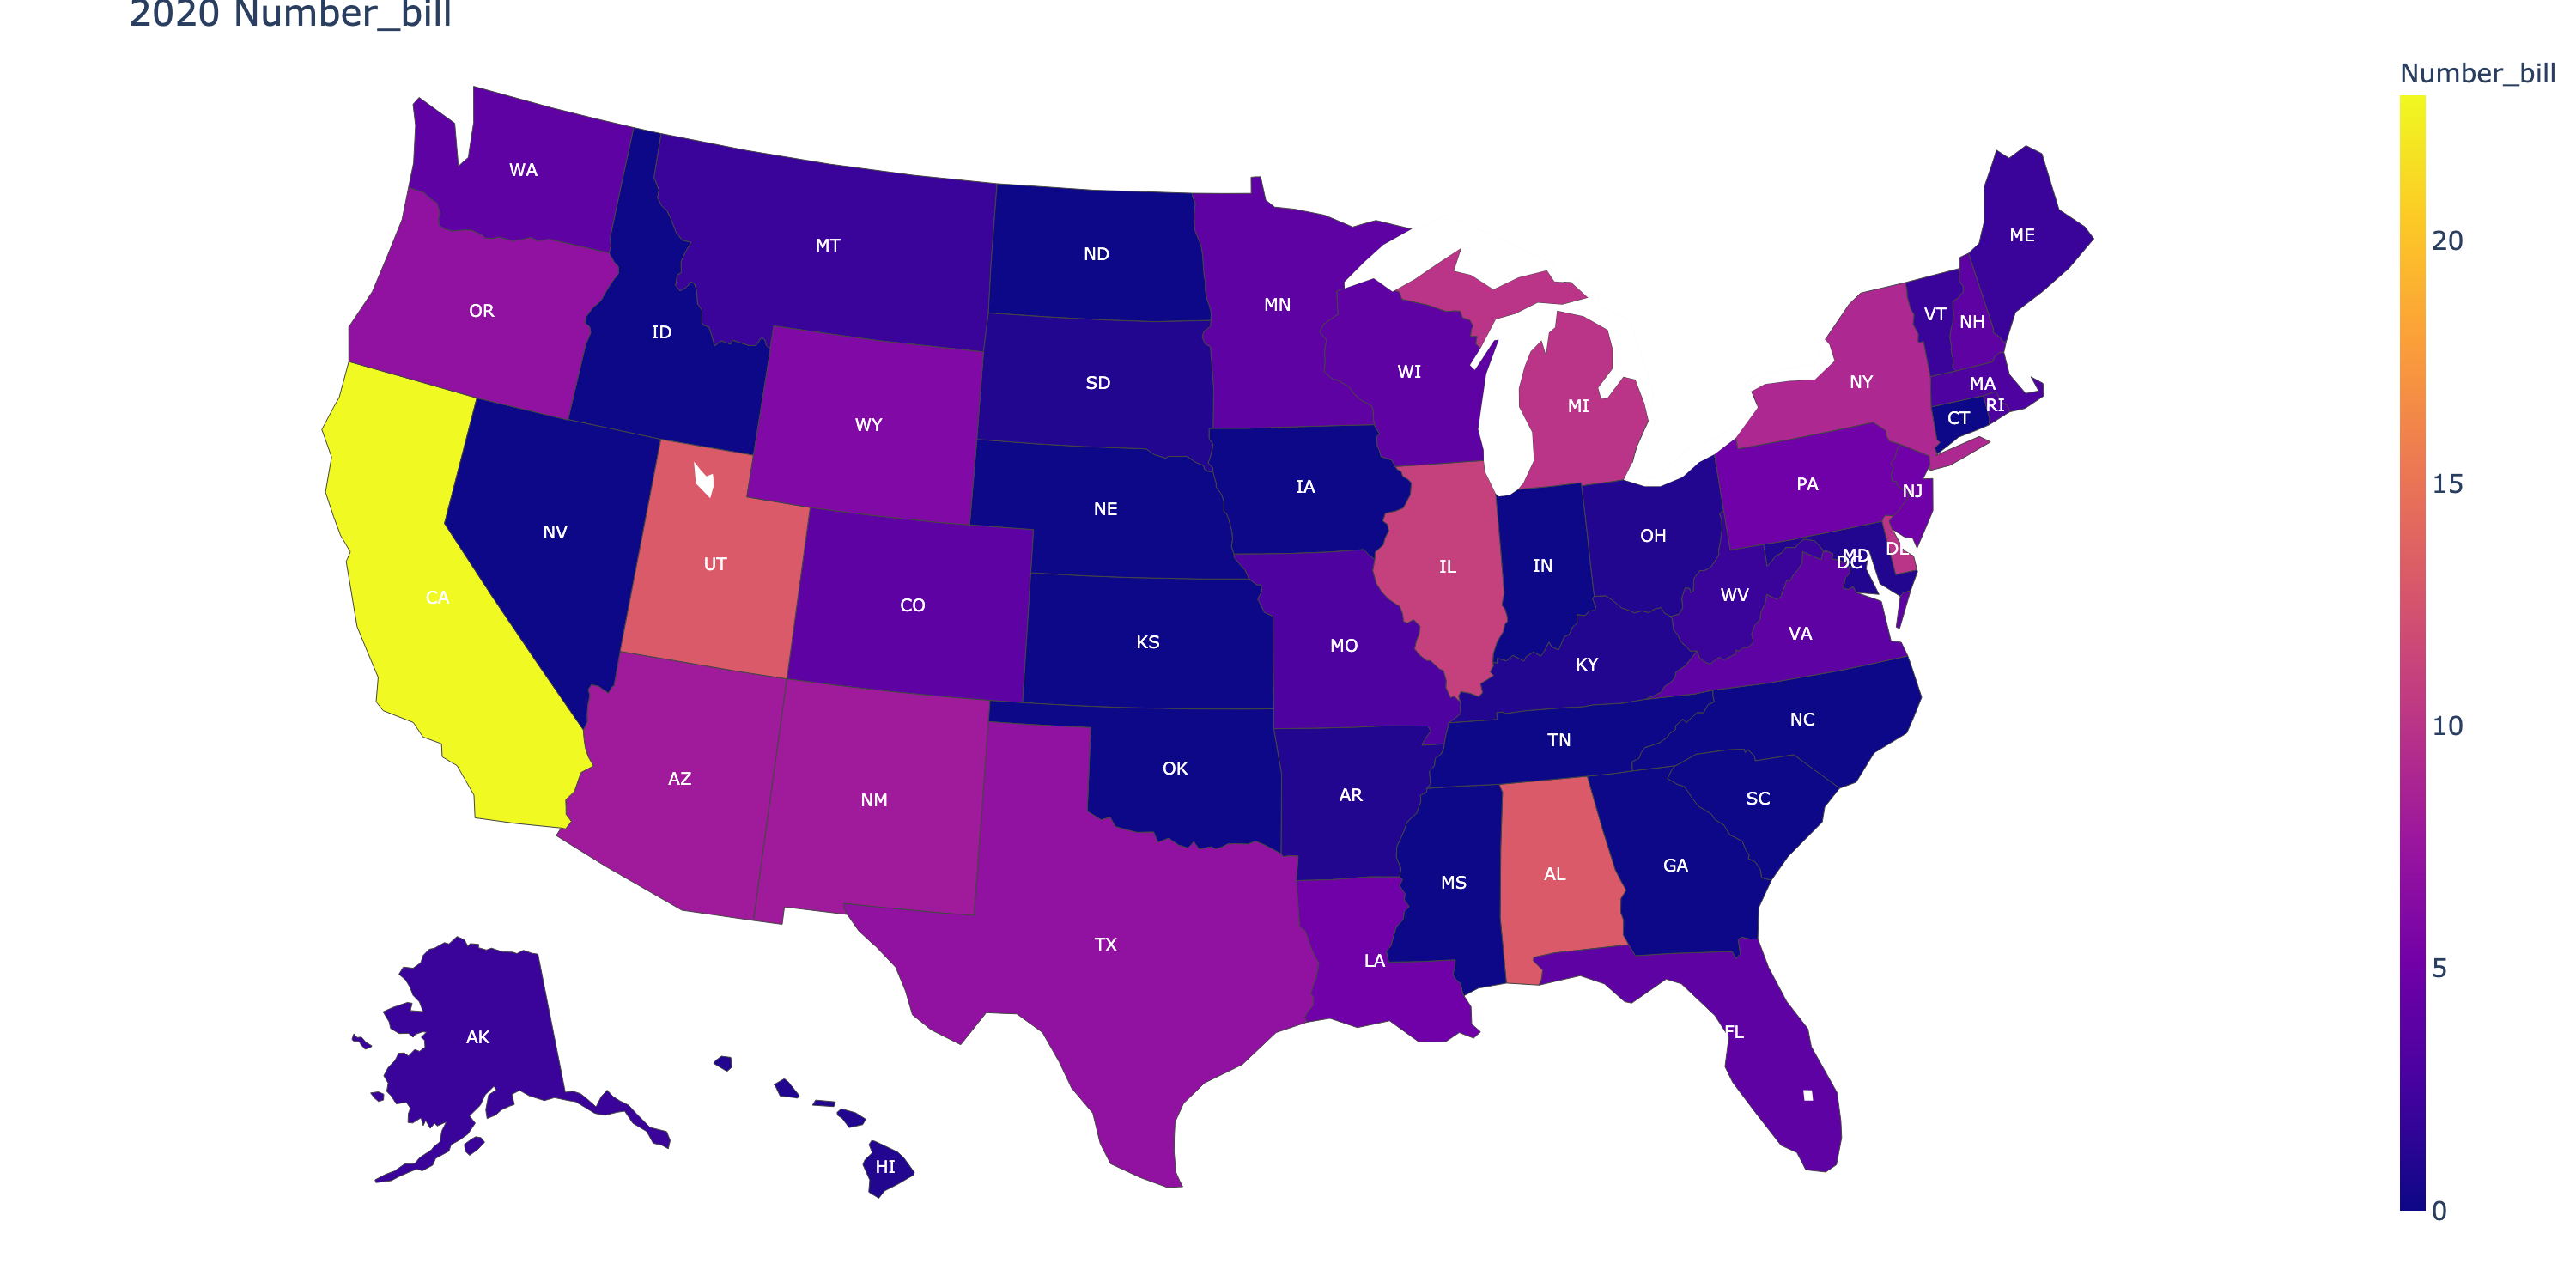 2020 Number_bill
Number_bill
WA
MT
ND
MN
ME
OR
ID
SD
WI
MI
NY
VT
NH
MA
CT
RI
WY
NE
IA
PA
NJ
NV
UT
CO
KS
MO
IL
IN
OH
WV
MD
DC
DE
VA
KY
CA
AZ
NM
OK
AR
TN
NC
SC
TX
LA
MS
AL
GA
FL
AK
HI
20
15
10
5
0